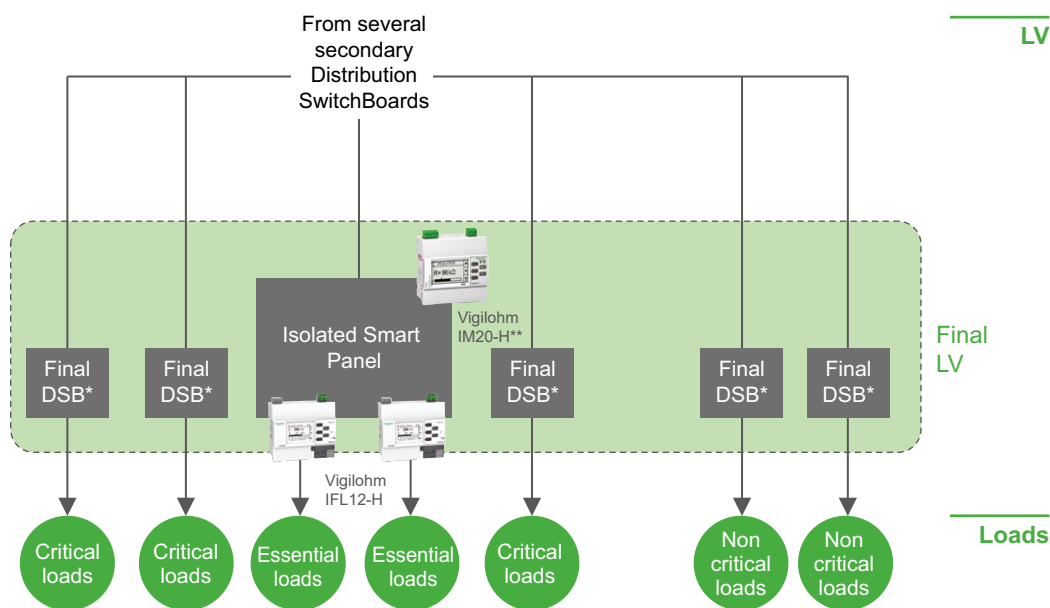 From several
secondary
Distribution
SwitchBoards
LV
R= 96 kΩ
Vigilohm
IM20-H**
Isolated Smart
Panel
Final
DSB*
Final
DSB*
Final
DSB*
Final
DSB*
Final
DSB*
Final
LV
Vigilohm
IFL12-H
Loads
Critical
loads
Critical
loads
Essential
loads
Essential
loads
Critical
loads
Non
critical
loads
Non
critical
loads